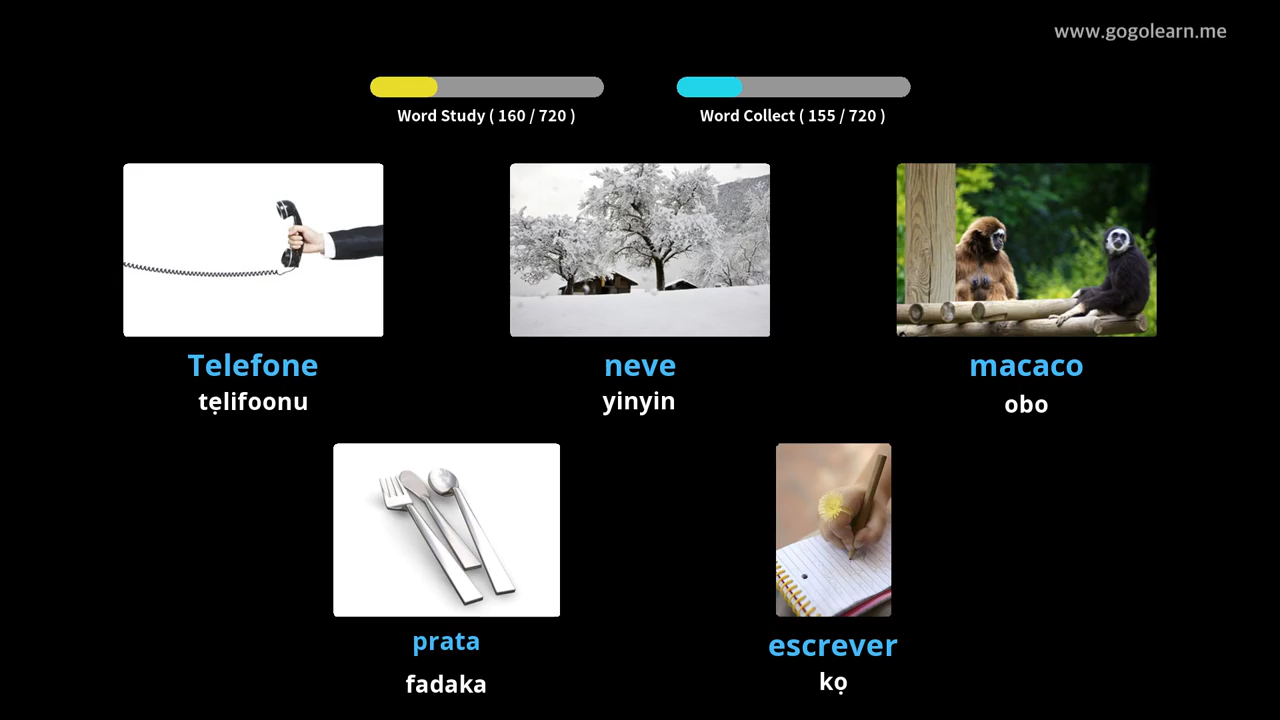 www.gogolearn.me
Word Study ( 160 / 720 )
Word Collect ( 155 / 720 )
Telefone
tẹlifoonu
neve
yinyin
macaco
obo
prata
fadaka
escrever
kọ